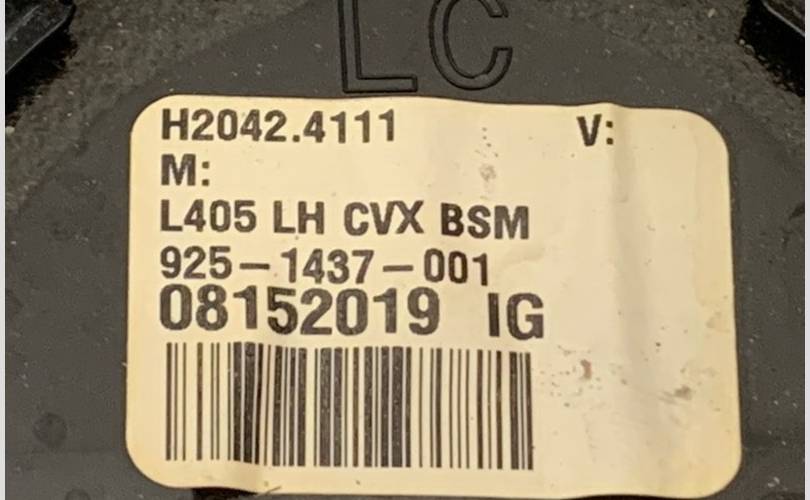 LC
H2042.4111 V:
M:
L405 LH CVX BSM
925-1437-001
08152019 IG